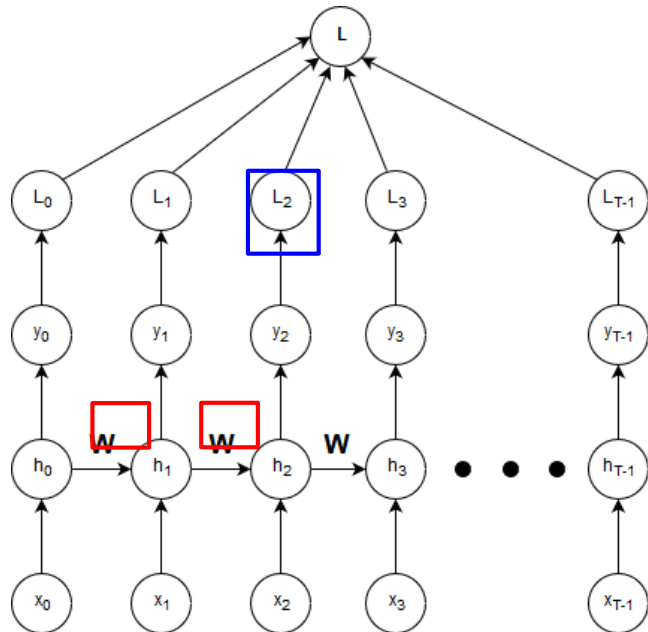 L
L0 L1 L2 L3 LT-1
y0 y1 y2 y3 yT-1
W W W
h0 h1 h2 h3 hT-1
x0 x1 x2 x3 xT-1